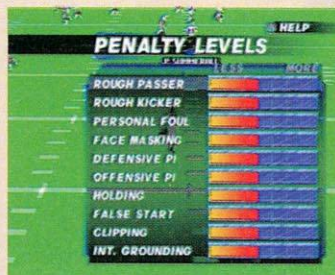 HELP
PENALTY LEVELS
P. SUMMERALL
LESS MORE
ROUGH PASSER
ROUGH KICKER
PERSONAL FOUL
FACE MASKING
DEFENSIVE PI
OFFENSIVE PI
HOLDING
FALSE START
CLIPPING
INT. GROUNDING